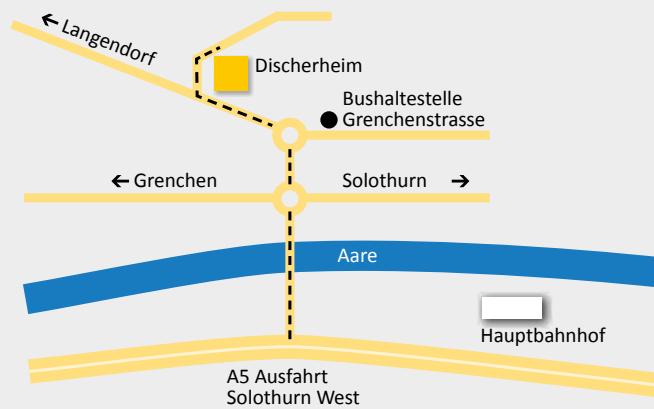 ← Langendorf
Discherheim
Bushaltestelle
Grenchenstrasse
← Grenchen
Solothurn →
Aare
Hauptbahnhof
A5 Ausfahrt
Solothurn West